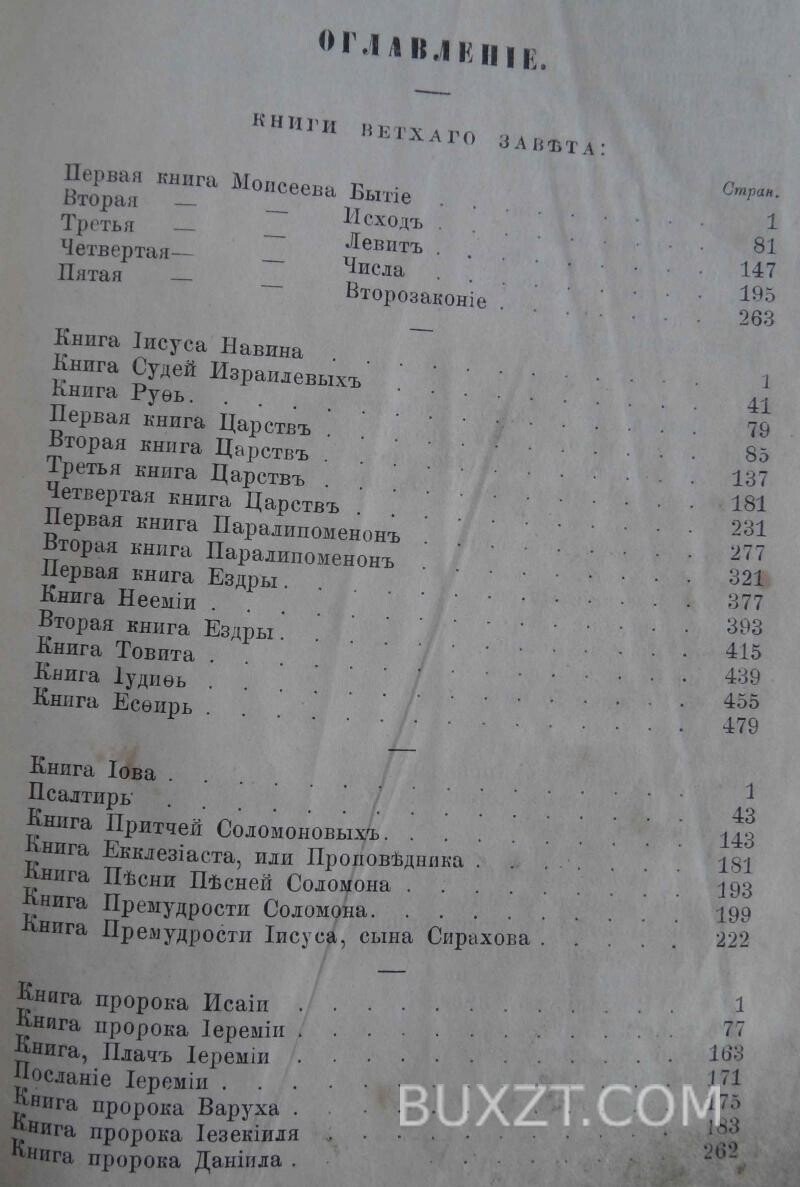 ОГЛАВЛЕНІЕ.
КНИГИ ВЕТХАГО ЗАВѢТА:
Стран.
Первая книга Моисеева Бытіе . . . . . . . 1
Вторая — — Исходъ . . . . . . . 81
Третья — — Левитъ . . . . . . . 147
Четвертая — — Числа . . . . . . . 195
Пятая — — Второзаконіе . . . . . . 263
Книга Іисуса Навина . . . . . . . . 1
Книга Судей Израилевыхъ . . . . . . . 41
Книга Руѳь . . . . . . . . 79
Первая книга Царствъ . . . . . . . . 85
Вторая книга Царствъ . . . . . . . . 137
Третья книга Царствъ . . . . . . . . 181
Четвертая книга Царствъ . . . . . . . . 231
Первая книга Паралипоменонъ . . . . . . . 277
Вторая книга Паралипоменонъ . . . . . . . 321
Первая книга Ездры . . . . . . . . 377
Книга Нееміи . . . . . . . . 393
Вторая книга Ездры . . . . . . . . 415
Книга Товита . . . . . . . . 439
Книга Іудиѳь . . . . . . . . 455
Книга Есѳирь . . . . . . . . 479
Книга Іова . . . . . . . . 1
Псалтирь . . . . . . . . 43
Книга Притчей Соломоновыхъ . . . . . . . 143
Книга Екклезіаста, или Проповѣдника . . . . . . 181
Книга Пѣсни Пѣсней Соломона . . . . . . . 193
Книга Премудрости Соломона . . . . . . . 199
Книга Премудрости Іисуса, сына Сирахова . . . . . 222
Книга пророка Исаіи . . . . . . . . 1
Книга пророка Іереміи . . . . . . . . 77
Книга, Плачъ Іереміи . . . . . . . . 163
Посланіе Іереміи . . . . . . . . 171
Книга пророка Варуха . . . . . . . . 175
Книга пророка Іезекіиля . . . . . . . . 183
Книга пророка Даніила . . . . . . . . 262
BUXZT.COM